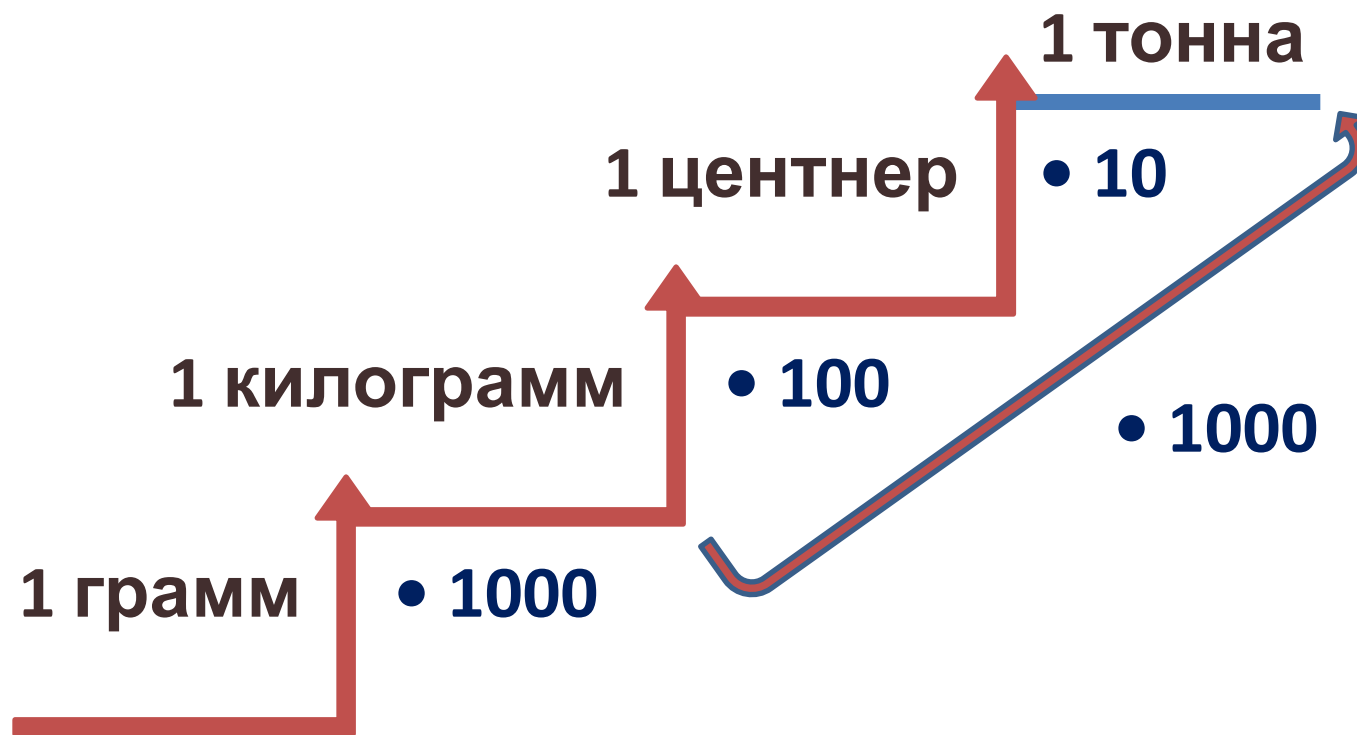 1 тонна
1 центнер
• 10
1 килограмм
• 100
• 1000
1 грамм
• 1000